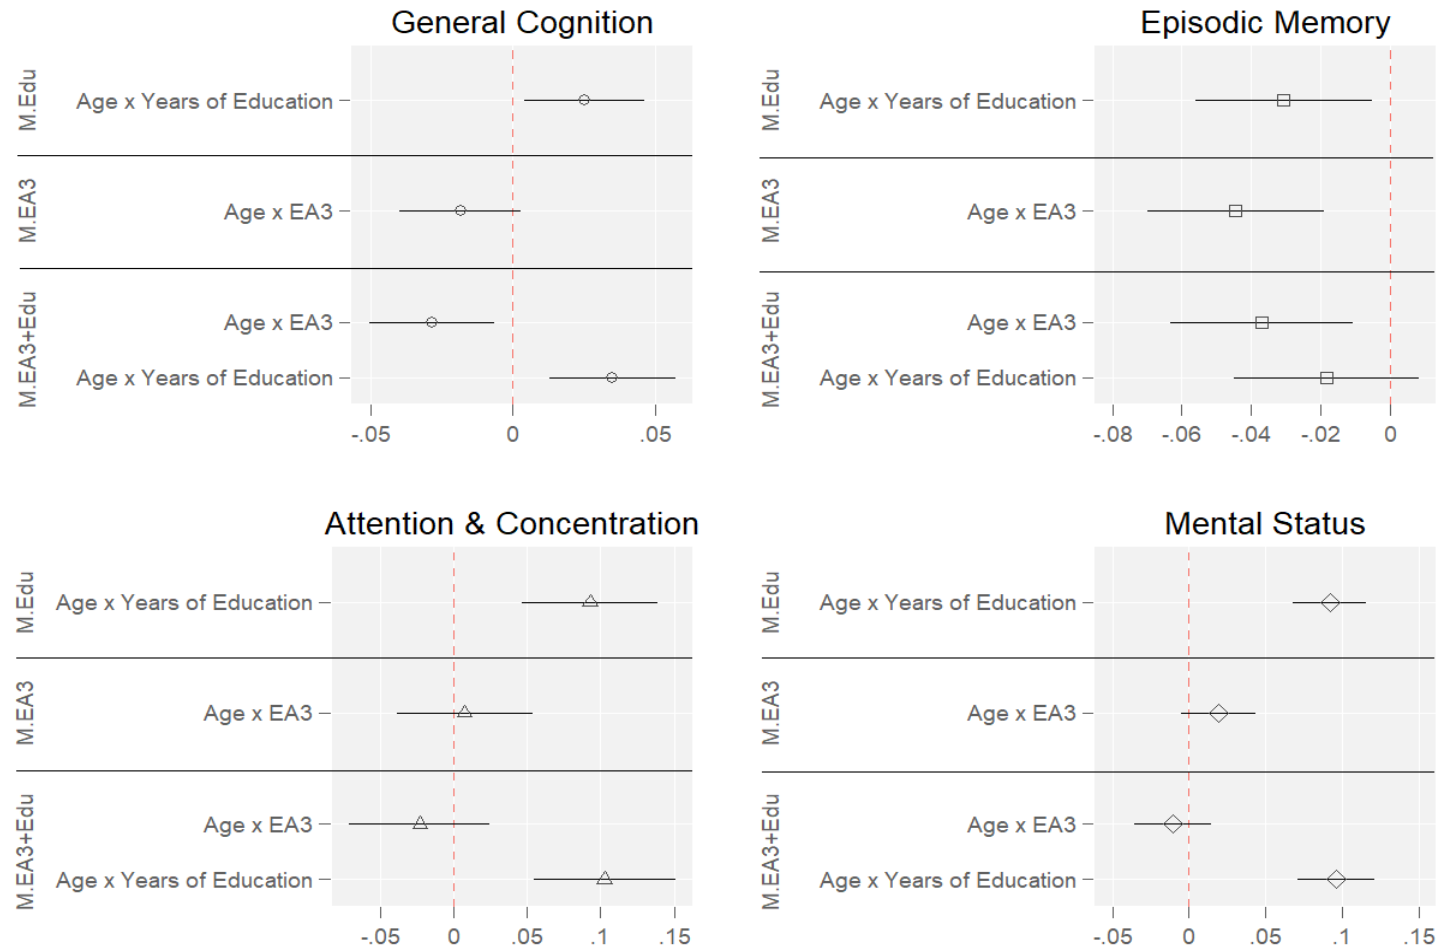 General Cognition
M.Edu
Age x Years of Education
M.EA3
Age x EA3
M.EA3+Edu
Age x EA3
Age x Years of Education
-.05 0 .05
Episodic Memory
M.Edu
Age x Years of Education
M.EA3
Age x EA3
M.EA3+Edu
Age x EA3
Age x Years of Education
-.08 -.06 -.04 -.02 0
Attention & Concentration
M.Edu
Age x Years of Education
M.EA3
Age x EA3
M.EA3+Edu
Age x EA3
Age x Years of Education
-.05 0 .05 .1 .15
Mental Status
M.Edu
Age x Years of Education
M.EA3
Age x EA3
M.EA3+Edu
Age x EA3
Age x Years of Education
-.05 0 .05 .1 .15